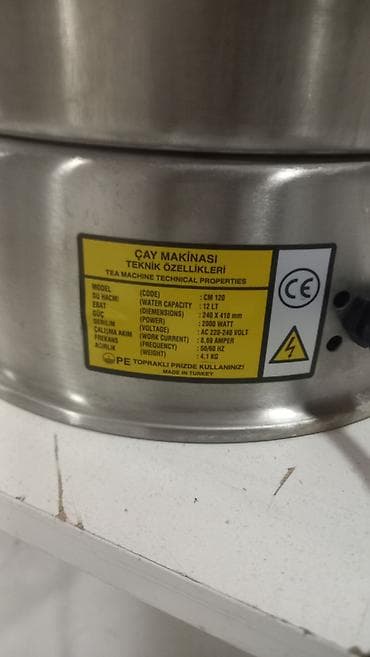 ÇAY MAKİNASI
TEKNİK ÖZELLİKLERİ
TEA MACHINE TECHNICAL PROPERTIES
MODEL (CODE) : CM 120
SU HACMI (WATER CAPACITY : 12 LT
EBAT (DIEMENSIONS) : 240 X 410 mm
GÜÇ (POWER) : 2000 WATT
GERILIM (VOLTAGE) : AC 220-240 VOLT
ÇALIŞMA AKIM (WORK CURRENT) : 8,69 AMPER
FREKANS (FREQUENCY) : 50/60 HZ
AĞIRLIK (WEIGHT) : 4,1 KG
PE TOPRAKLI PRİZDE KULLANINIZ!
MADE IN TURKEY
CE